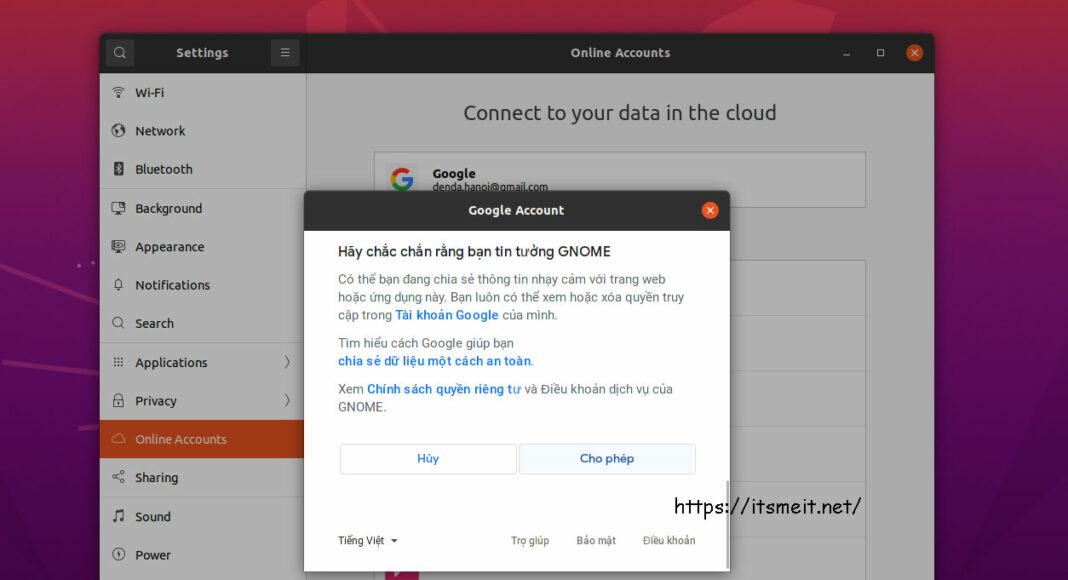 Settings
Online Accounts
Wi-Fi
Network
Bluetooth
Background
Appearance
Notifications
Search
Applications
Privacy
Online Accounts
Sharing
Sound
Power
Connect to your data in the cloud
Google
denda.hanoi@gmail.com
Google Account
Hãy chắc chắn rằng bạn tin tưởng GNOME
Có thể bạn đang chia sẻ thông tin nhạy cảm với trang web
hoặc ứng dụng này. Bạn luôn có thể xem hoặc xóa quyền truy
cập trong Tài khoản Google của mình.
Tìm hiểu cách Google giúp bạn
chia sẻ dữ liệu một cách an toàn.
Xem Chính sách quyền riêng tư và Điều khoản dịch vụ của
GNOME.
Hủy
Cho phép
https://itsmeit.net/
Tiếng Việt
Trợ giúp
Bảo mật
Điều khoản